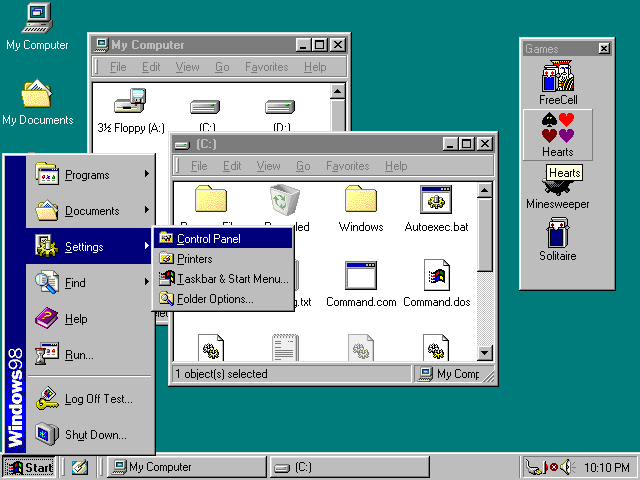 My Computer
My Documents
My Computer
File Edit View Go Favorites Help
3½ Floppy (A:)
(C:)
(D:)
(C:)
File Edit View Go Favorites Help
Windows
Autoexec.bat
Command.com
Command.dos
1 object(s) selected
My Comp
Games
FreeCell
Hearts
Hearts
Minesweeper
Solitaire
Windows98
Programs
Documents
Settings
Find
Help
Run...
Log Off Test...
Shut Down...
Control Panel
Printers
Taskbar & Start Menu...
Folder Options...
Start
My Computer
(C:)
10:10 PM